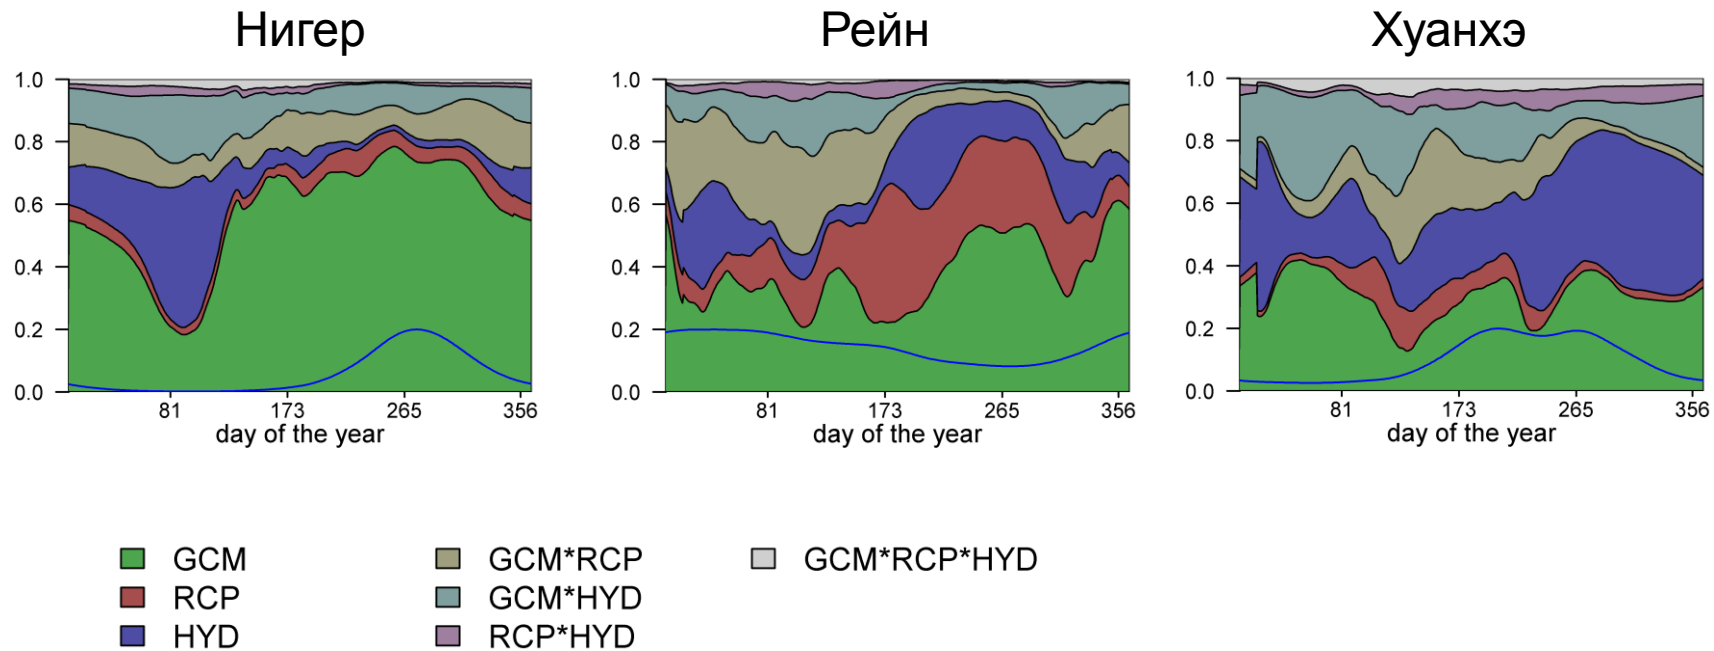 Нигер
Рейн
Хуанхэ
1.0
0.8
0.6
0.4
0.2
0.0
81 173 265 356
day of the year
1.0
0.8
0.6
0.4
0.2
0.0
81 173 265 356
day of the year
1.0
0.8
0.6
0.4
0.2
0.0
81 173 265 356
day of the year
GCM
RCP
HYD
GCM*RCP
GCM*HYD
RCP*HYD
GCM*RCP*HYD